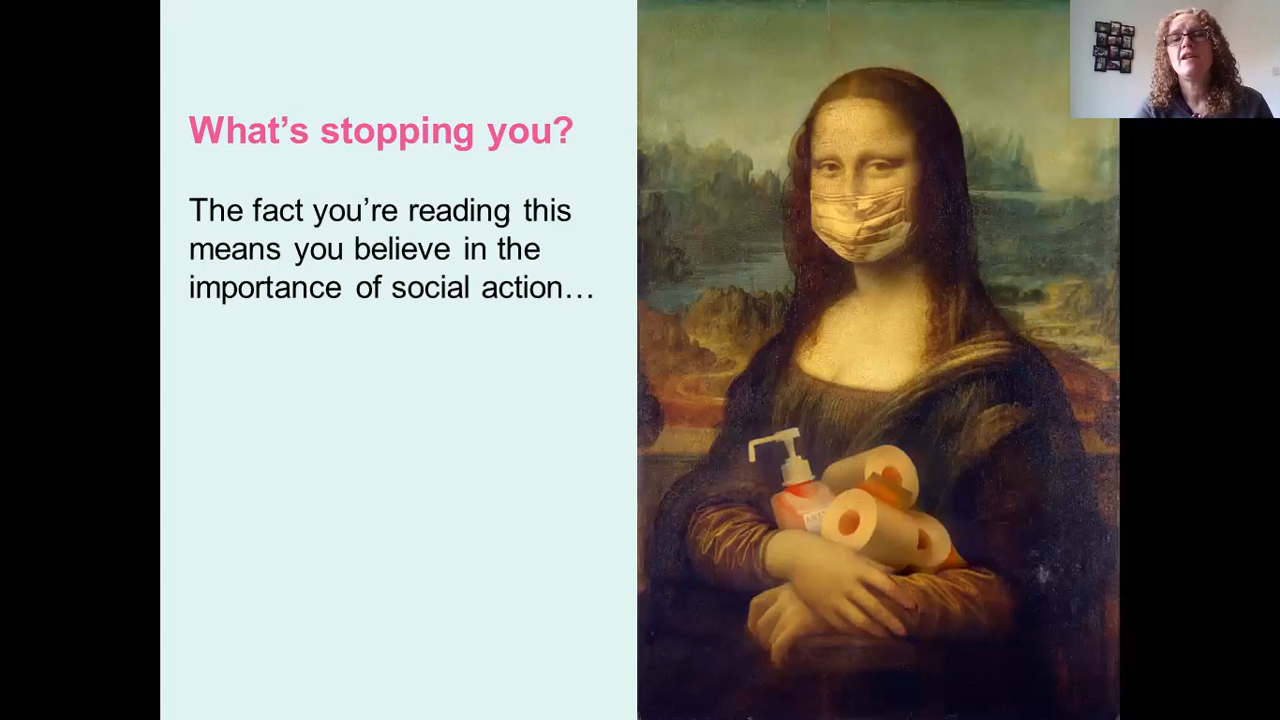 What’s stopping you?
The fact you’re reading this
means you believe in the
importance of social action…